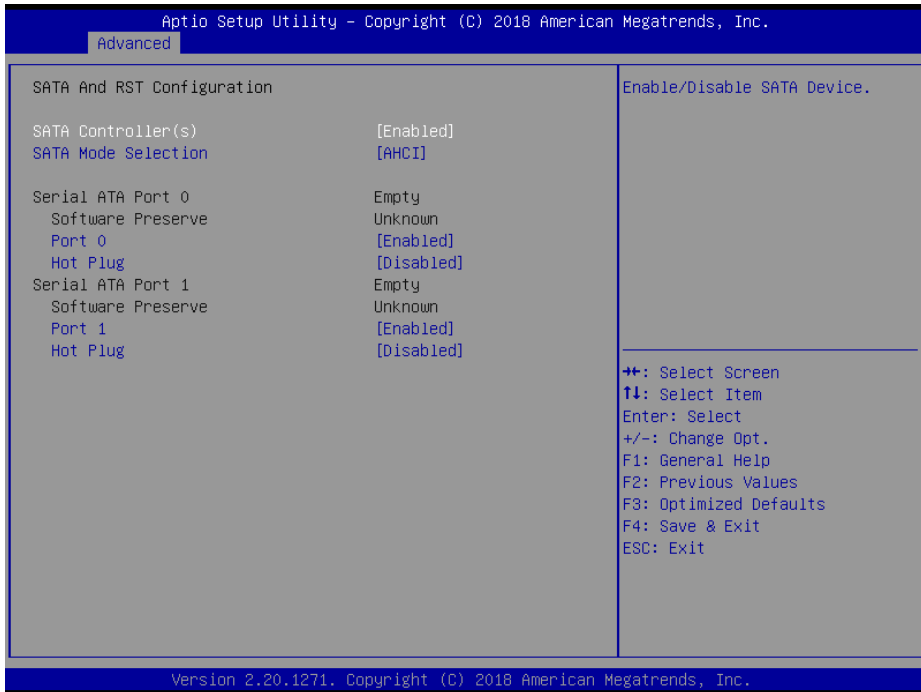 Aptio Setup Utility – Copyright (C) 2018 American Megatrends, Inc.
Advanced
SATA And RST Configuration
SATA Controller(s) [Enabled]
SATA Mode Selection [AHCI]
Serial ATA Port 0 Empty
Software Preserve Unknown
Port 0 [Enabled]
Hot Plug [Disabled]
Serial ATA Port 1 Empty
Software Preserve Unknown
Port 1 [Enabled]
Hot Plug [Disabled]
Enable/Disable SATA Device.
→←: Select Screen
↑↓: Select Item
Enter: Select
+/-: Change Opt.
F1: General Help
F2: Previous Values
F3: Optimized Defaults
F4: Save & Exit
ESC: Exit
Version 2.20.1271. Copyright (C) 2018 American Megatrends, Inc.